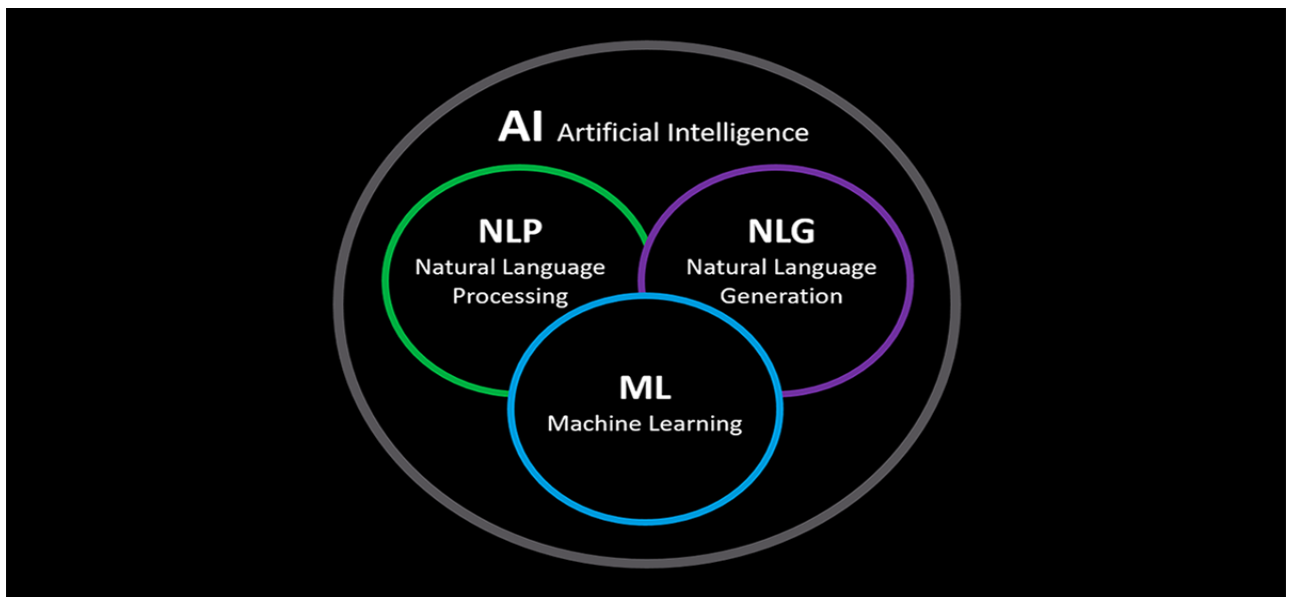 AI Artificial Intelligence
NLP
Natural Language
Processing
NLG
Natural Language
Generation
ML
Machine Learning